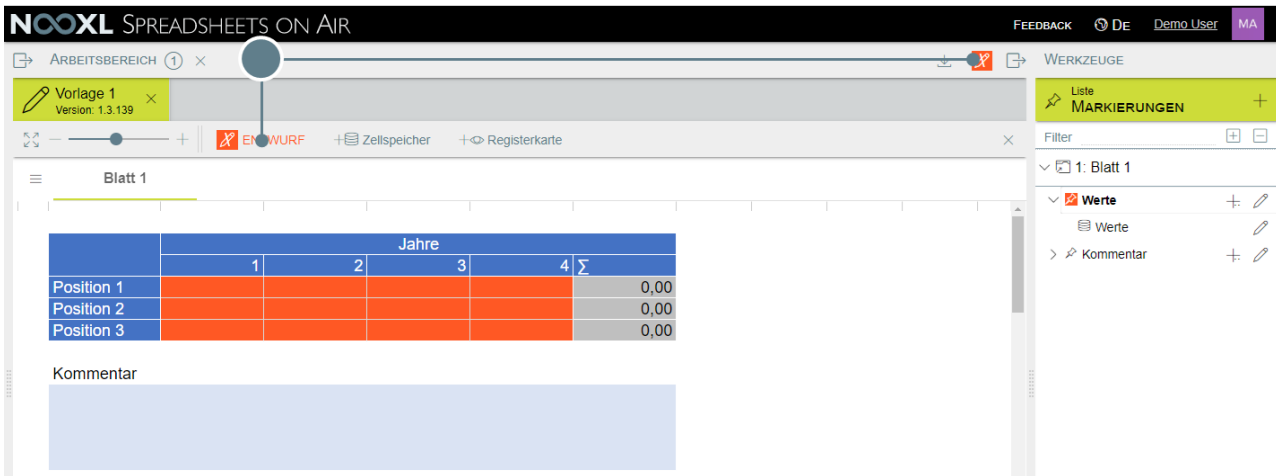 NOOXL SPREADSHEETS ON AIR FEEDBACK DE Demo User MA
ARBEITSBEREICH 1 × WERKZEUGE
Vorlage 1 ×
Version: 1.3.139
Liste
MARKIERUNGEN +
− + ENTWURF + Zellspeicher + Registerkarte ×
Filter + −
1: Blatt 1
Blatt 1
Werte
Werte
Kommentar
Jahre
1 2 3 4 ∑
Position 1 0,00
Position 2 0,00
Position 3 0,00
Kommentar